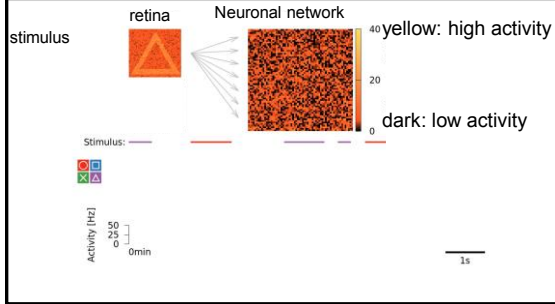 retina
Neuronal network
stimulus
40
yellow: high activity
20
0
dark: low activity
Stimulus:
Activity [Hz]
50
25
0
0min
1s